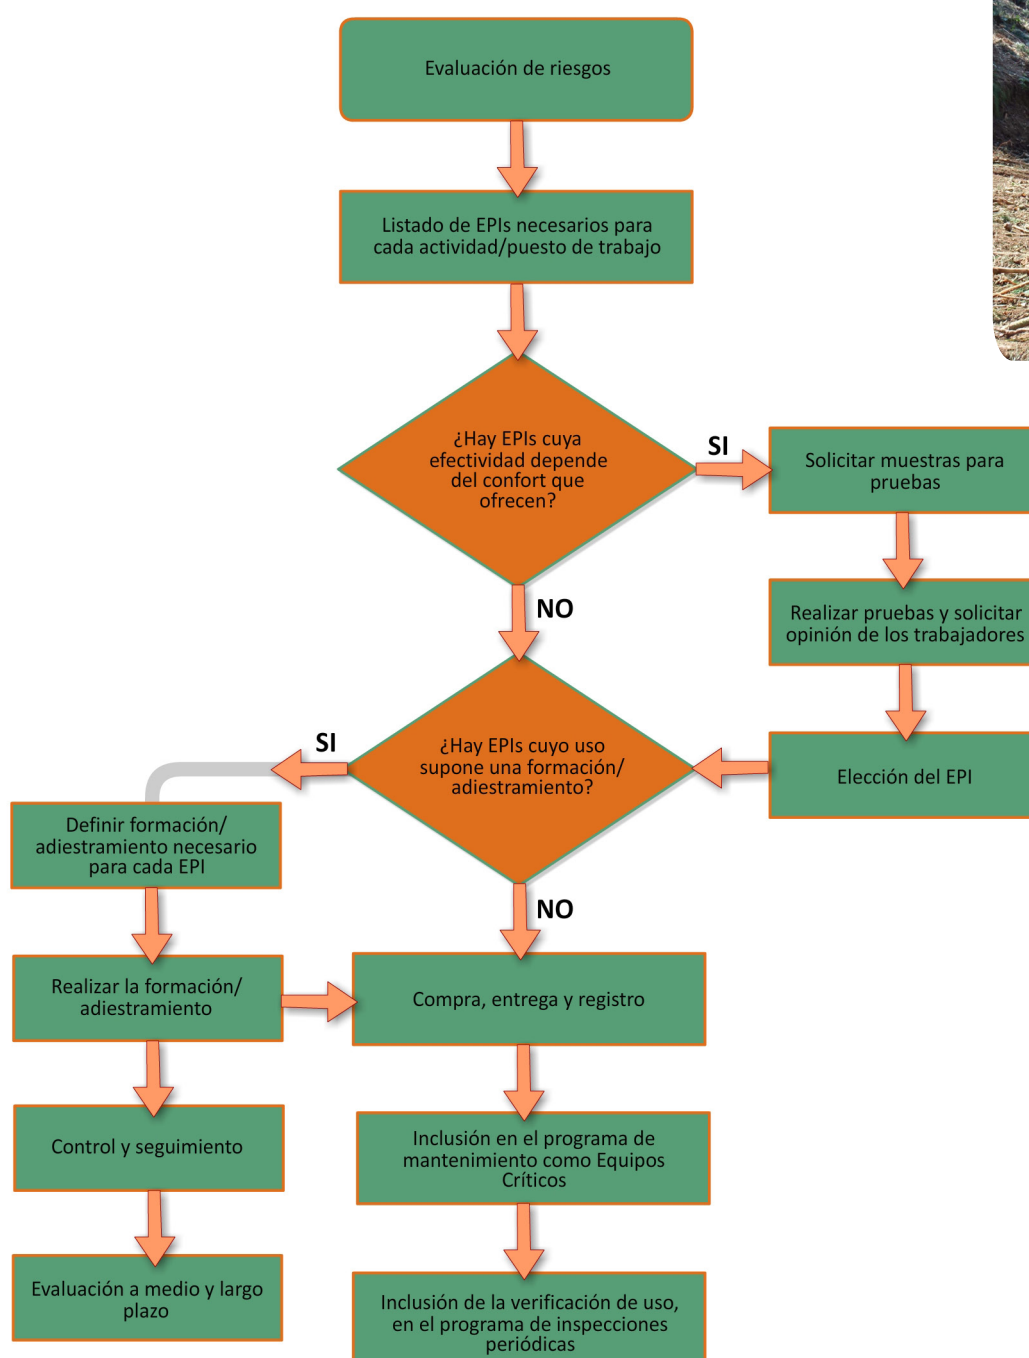 Evaluación de riesgos
Listado de EPIs necesarios para
cada actividad/puesto de trabajo
¿Hay EPIs cuya
efectividad depende
del confort que
ofrecen?
SI
Solicitar muestras para
pruebas
NO
Realizar pruebas y solicitar
opinión de los trabajadores
¿Hay EPIs cuyo uso
supone una formación/
adiestramiento?
SI
Elección del EPI
Definir formación/
adiestramiento necesario
para cada EPI
NO
Realizar la formación/
adiestramiento
Compra, entrega y registro
Control y seguimiento
Inclusión en el programa de
mantenimiento como Equipos
Críticos
Evaluación a medio y largo
plazo
Inclusión de la verificación de uso,
en el programa de inspecciones
periódicas